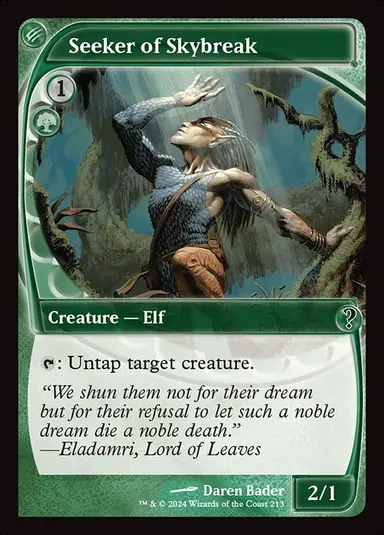 Seeker of Skybreak
1
Creature — Elf
: Untap target creature.
“We shun them not for their dream
but for their refusal to let such a noble
dream die a noble death.”
—Eladamri, Lord of Leaves
Daren Bader
™ & © 2024 Wizards of the Coast 213
2/1